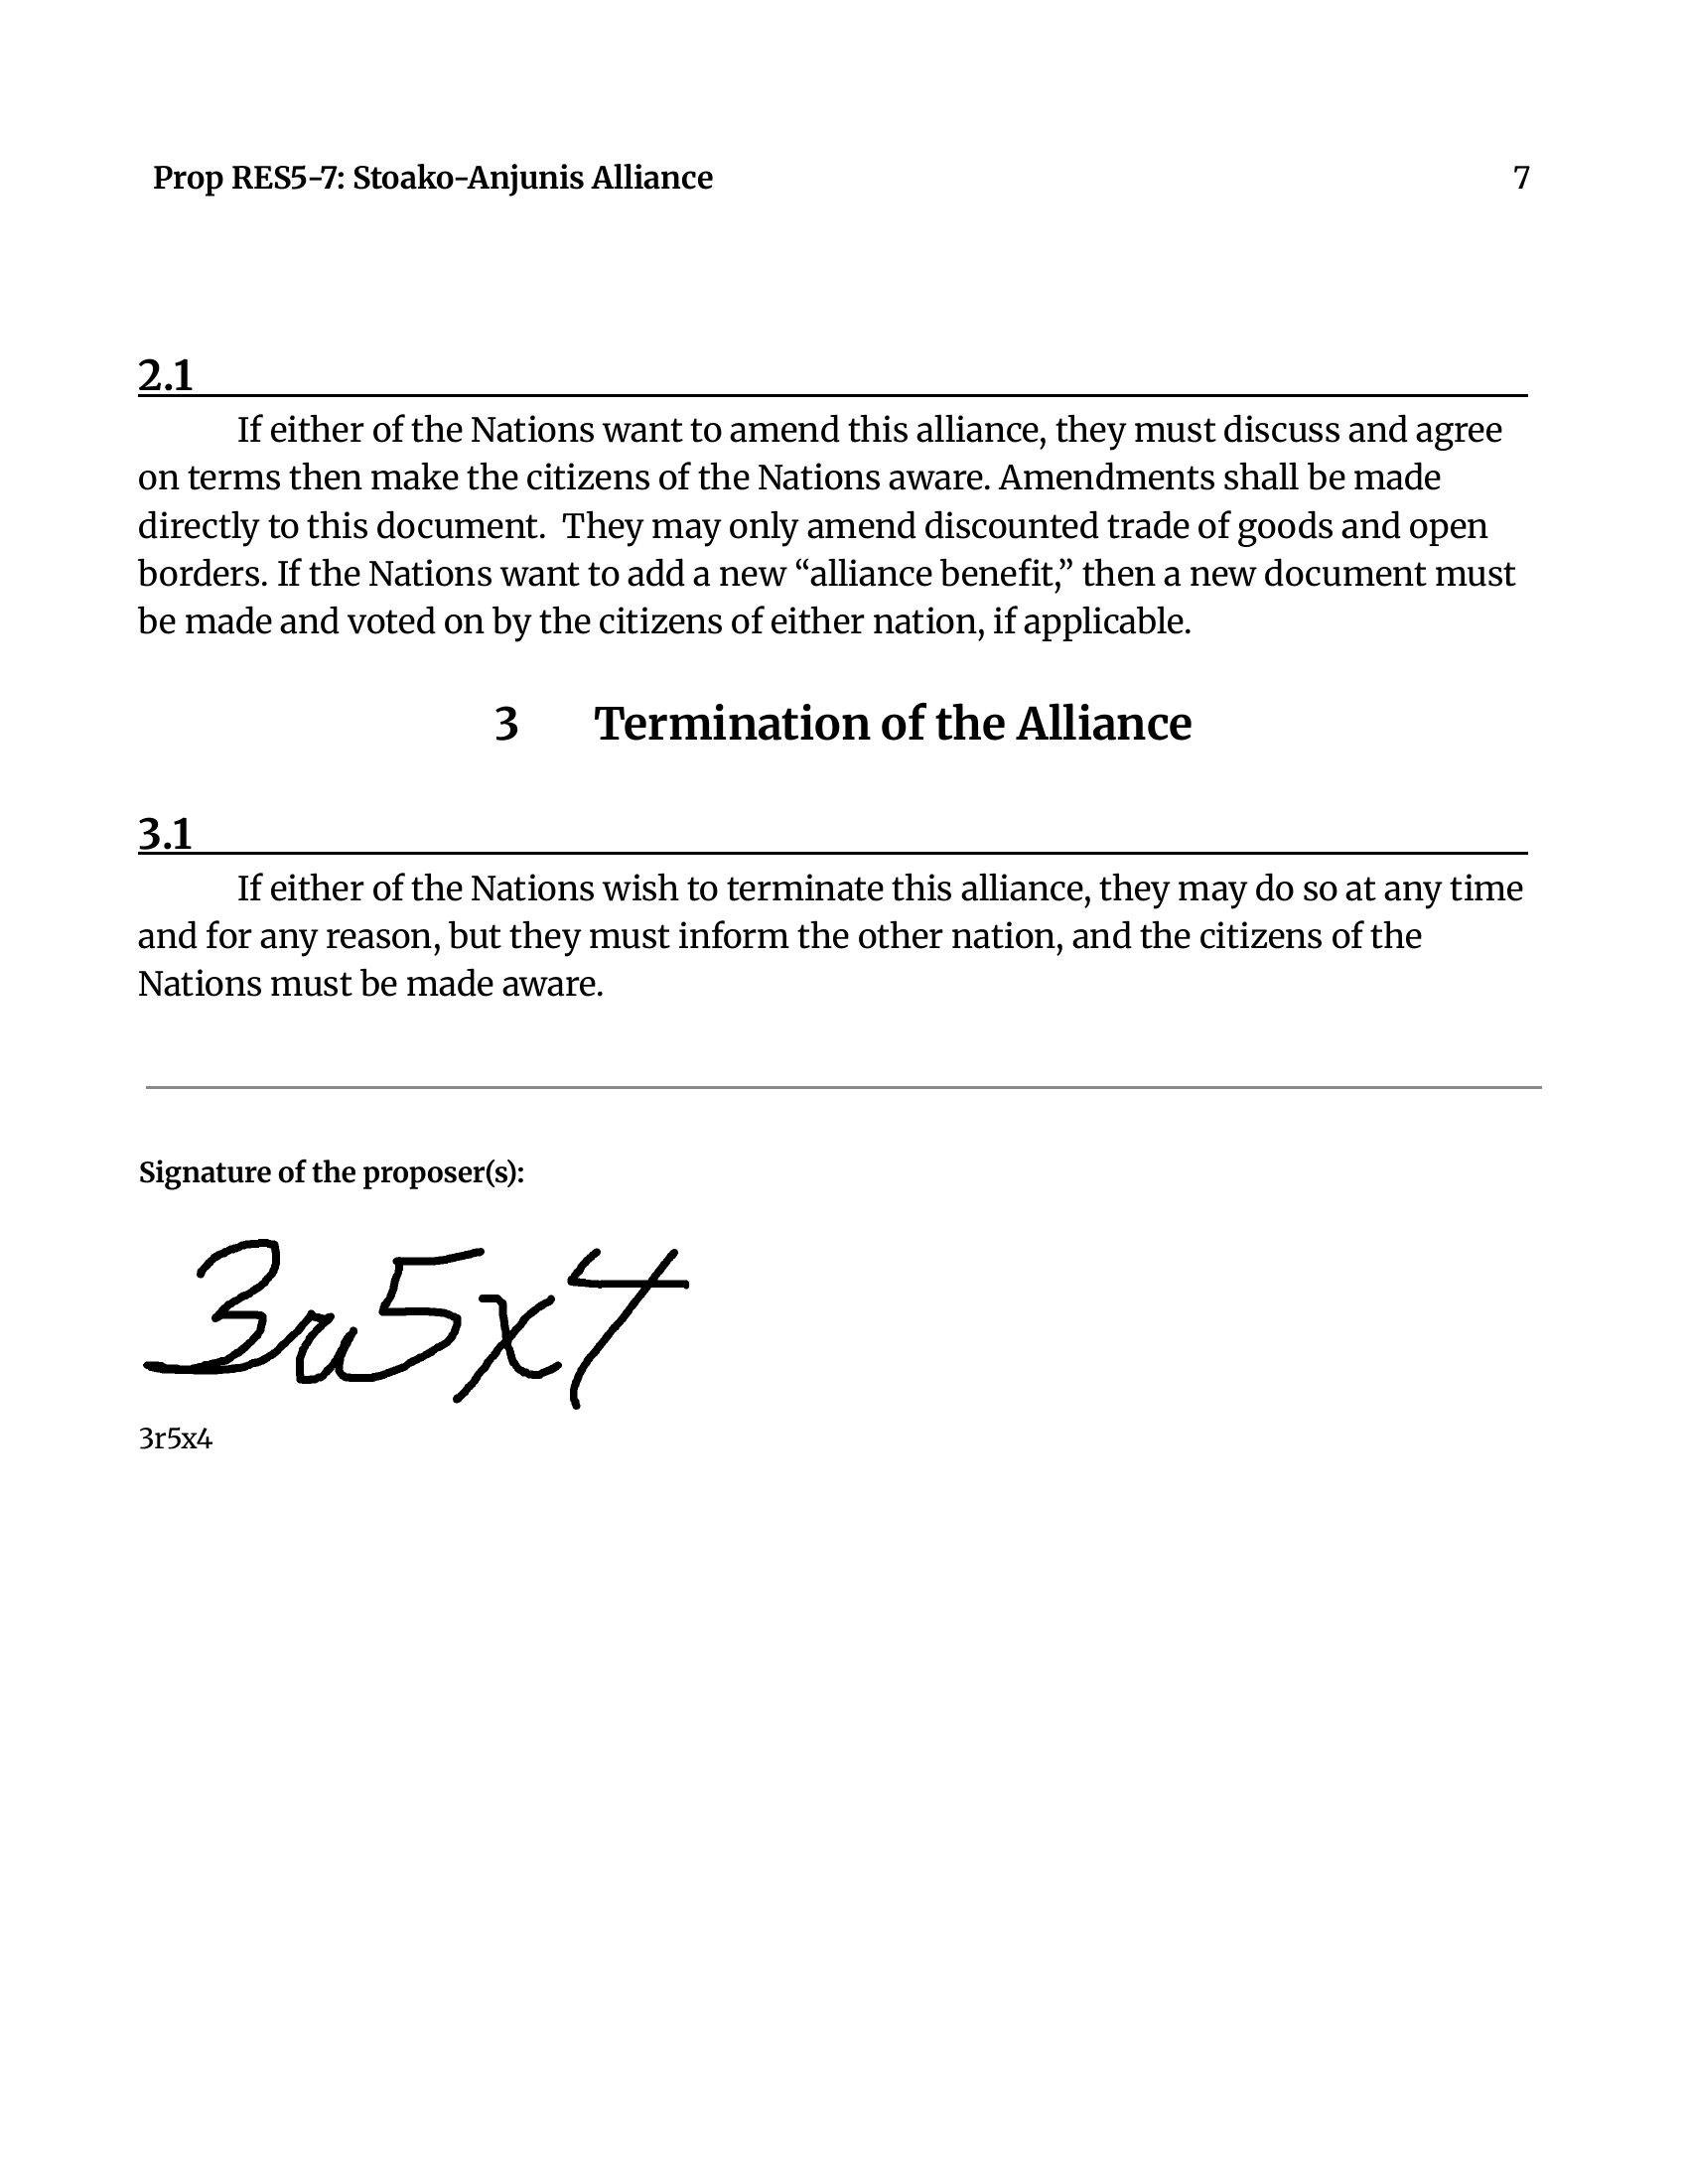 Prop RES5-7: Stoako-Anjunis Alliance 7
2.1
If either of the Nations want to amend this alliance, they must discuss and agree
on terms then make the citizens of the Nations aware. Amendments shall be made
directly to this document.  They may only amend discounted trade of goods and open
borders. If the Nations want to add a new “alliance benefit,” then a new document must
be made and voted on by the citizens of either nation, if applicable.
3 Termination of the Alliance
3.1
If either of the Nations wish to terminate this alliance, they may do so at any time
and for any reason, but they must inform the other nation, and the citizens of the
Nations must be made aware.
Signature of the proposer(s):
3r5x4
3r5x4